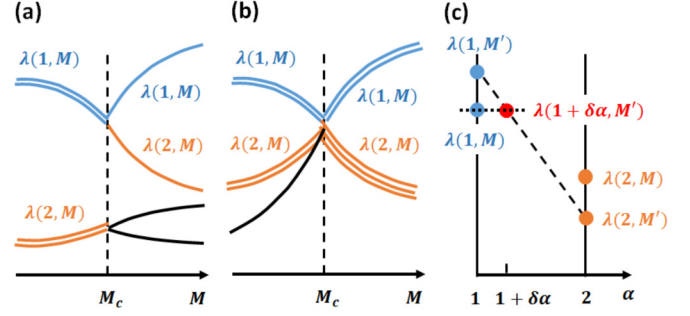 (a)
λ(1, M)
λ(1, M)
λ(2, M)
λ(2, M)
M_c
M
(b)
λ(1, M)
λ(1, M)
λ(2, M)
λ(2, M)
M_c
M
(c)
λ(1, M′)
λ(1 + δα, M′)
λ(1, M)
λ(2, M)
λ(2, M′)
1
1 + δα
2
α